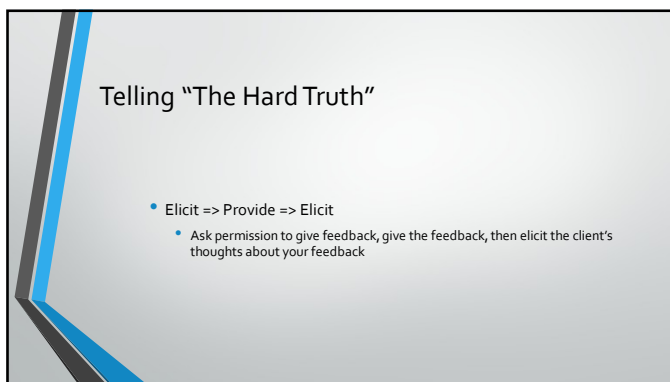 Telling “The Hard Truth”
• Elicit => Provide => Elicit
• Ask permission to give feedback, give the feedback, then elicit the client’s
thoughts about your feedback